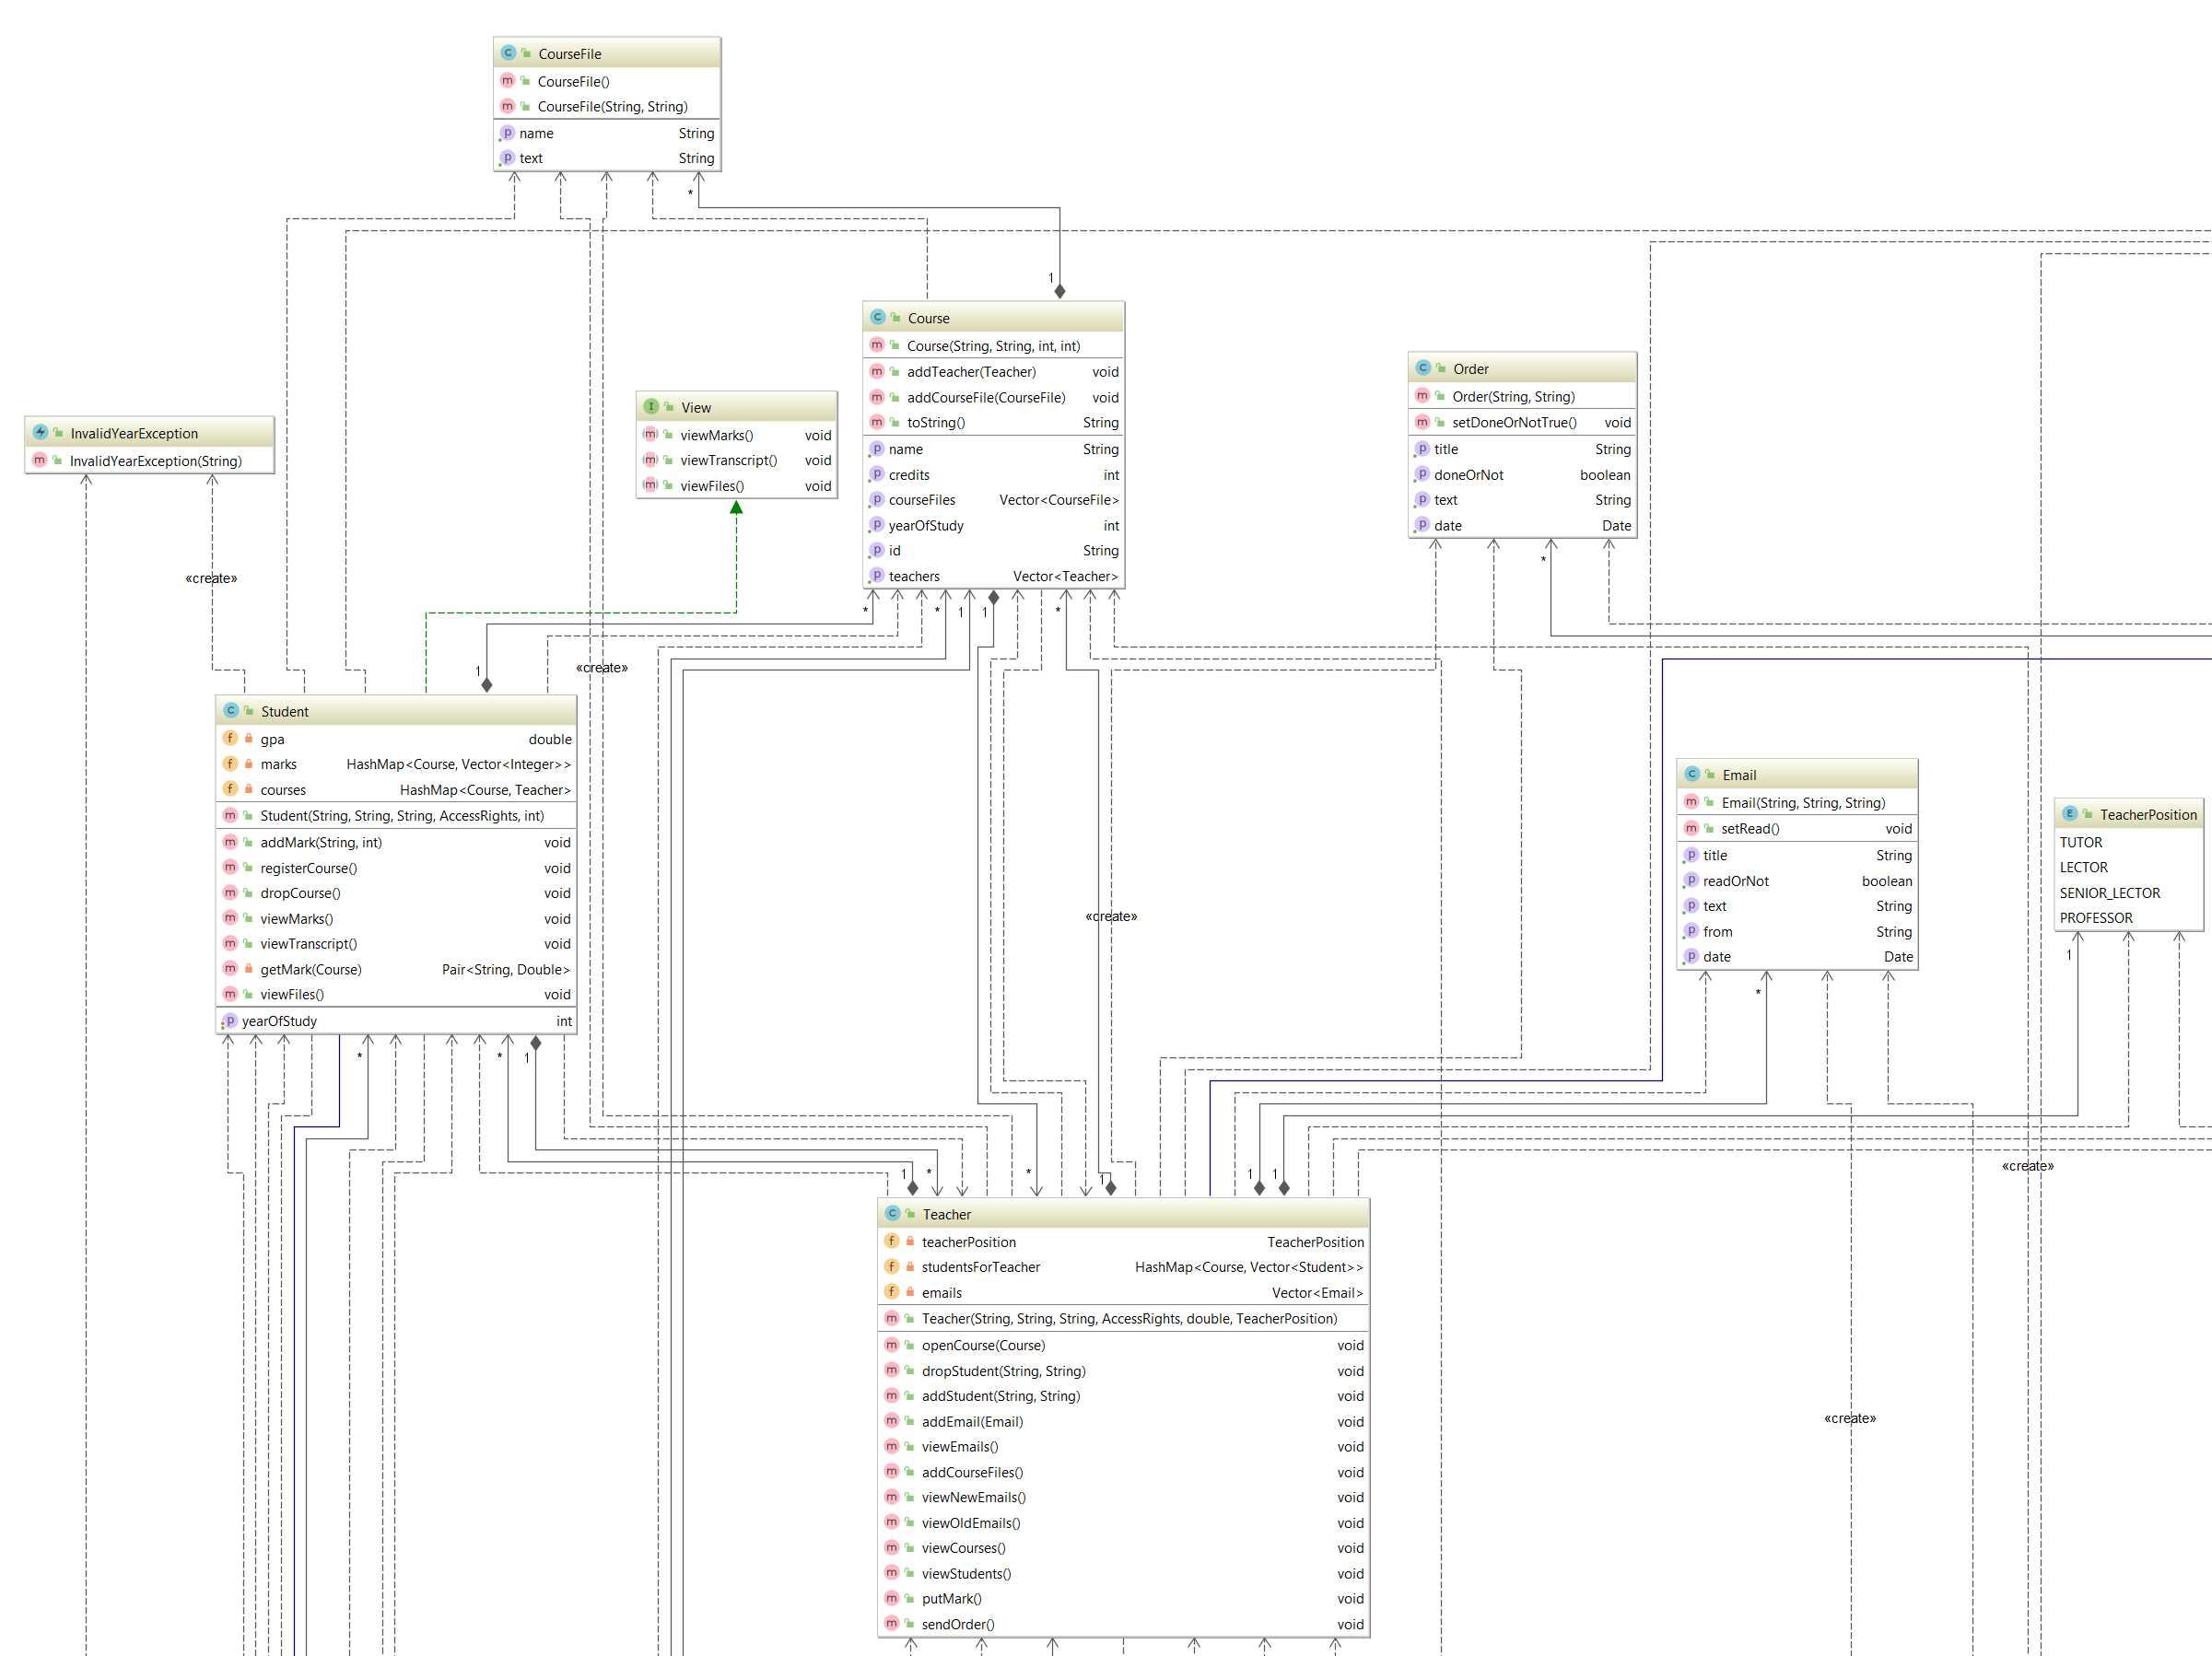 CourseFile
CourseFile()
CourseFile(String, String)
name String
text String
*
1
Course
Course(String, String, int, int)
addTeacher(Teacher) void
addCourseFile(CourseFile) void
toString() String
name String
credits int
courseFiles Vector<CourseFile>
yearOfStudy int
id String
teachers Vector<Teacher>
Order
Order(String, String)
setDoneOrNotTrue() void
title String
doneOrNot boolean
text String
date Date
*
View
viewMarks() void
viewTranscript() void
viewFiles() void
InvalidYearException
InvalidYearException(String)
«create»
* * 1 1 *
1
«create»
Student
gpa double
marks HashMap<Course, Vector<Integer>>
courses HashMap<Course, Teacher>
Student(String, String, String, AccessRights, int)
addMark(String, int) void
registerCourse() void
dropCourse() void
viewMarks() void
viewTranscript() void
getMark(Course) Pair<String, Double>
viewFiles() void
yearOfStudy int
* * 1
«create»
Email
Email(String, String, String)
setRead() void
title String
readOrNot boolean
text String
from String
date Date
*
TeacherPosition
TUTOR
LECTOR
SENIOR_LECTOR
PROFESSOR
1
«create»
1 * * 1 1 1
Teacher
teacherPosition TeacherPosition
studentsForTeacher HashMap<Course, Vector<Student>>
emails Vector<Email>
Teacher(String, String, String, AccessRights, double, TeacherPosition)
openCourse(Course) void
dropStudent(String, String) void
addStudent(String, String) void
addEmail(Email) void
viewEmails() void
addCourseFiles() void
viewNewEmails() void
viewOldEmails() void
viewCourses() void
viewStudents() void
putMark() void
sendOrder() void
«create»